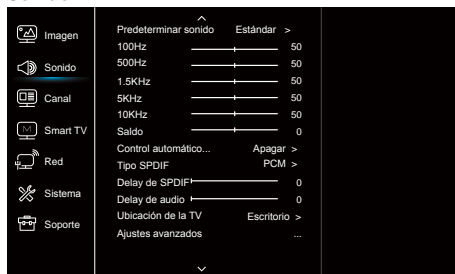 Imagen
Sonido
Canal
M Smart TV
Red
Sistema
Soporte
Predeterminar sonido Estándar >
100Hz 50
500Hz 50
1.5KHz 50
5KHz 50
10KHz 50
Saldo 0
Control automático... Apagar >
Tipo SPDIF PCM >
Delay de SPDIF 0
Delay de audio 0
Ubicación de la TV Escritorio >
Ajustes avanzados ...